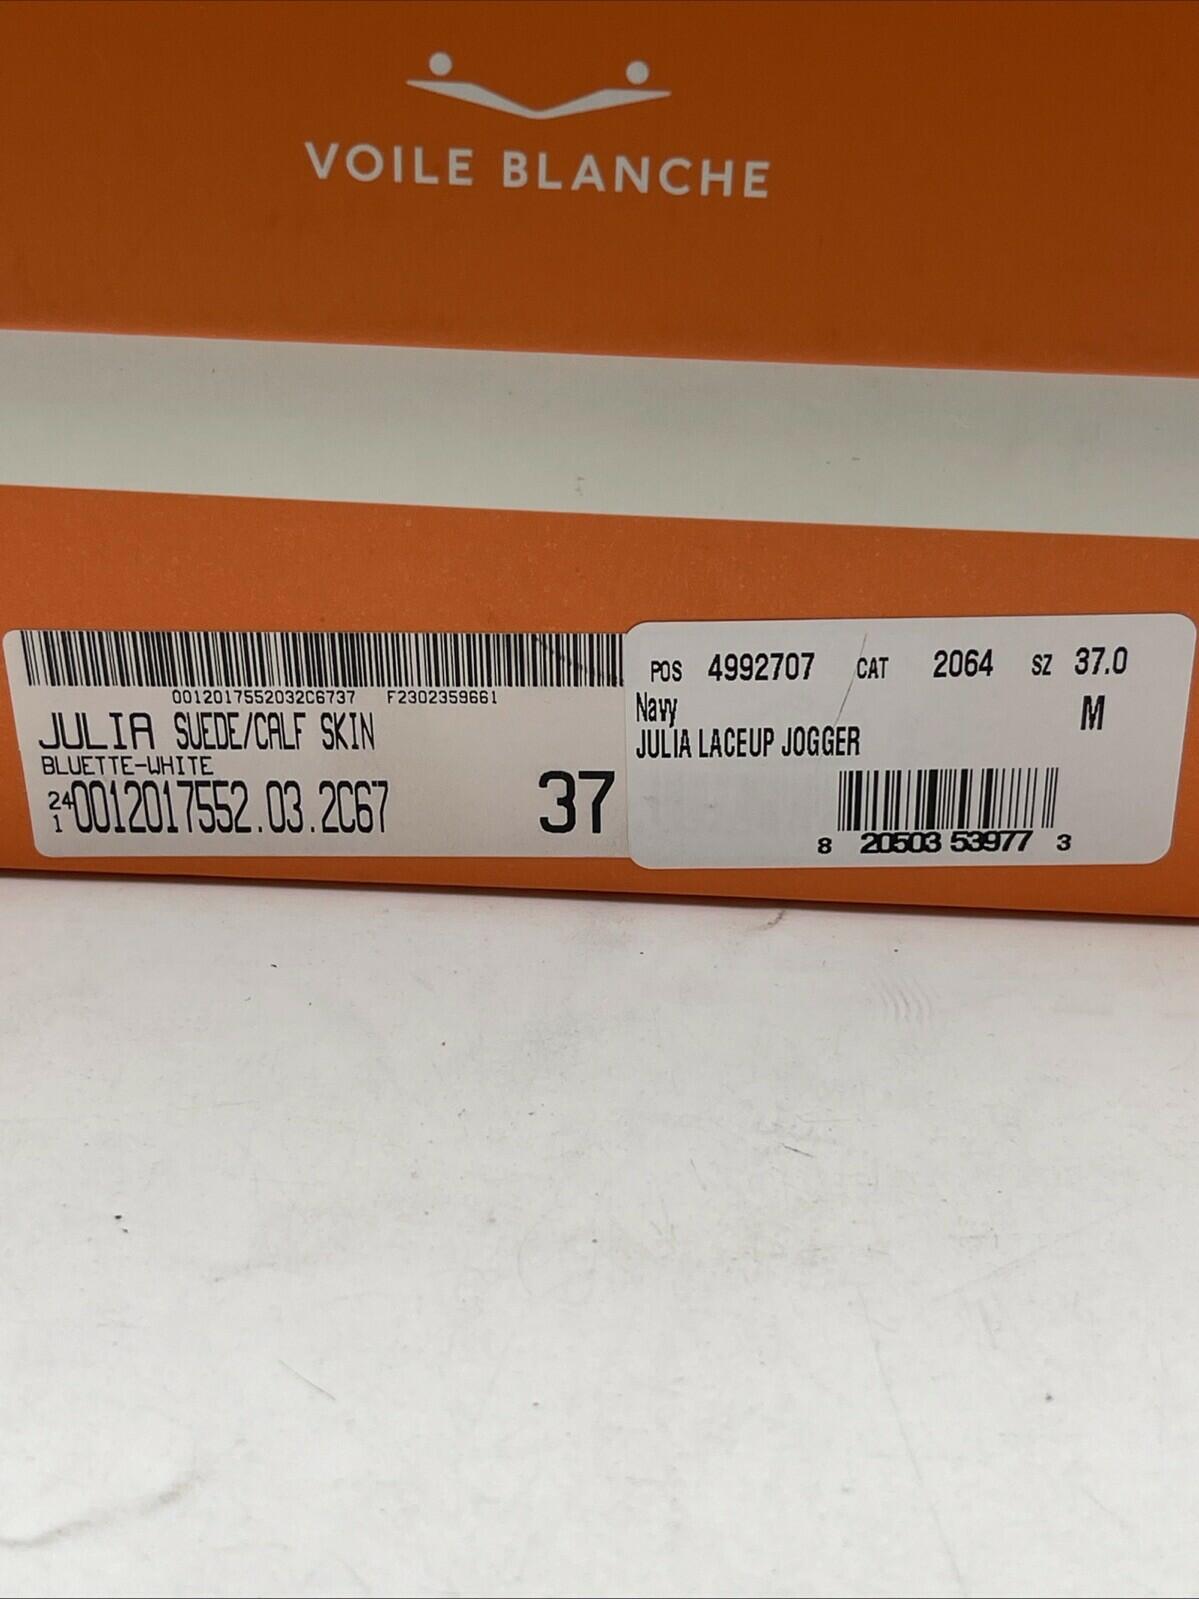 VOILE BLANCHE
0012017552032C6737 F2302359661
JULIA SUEDE/CALF SKIN
BLUETTE-WHITE
24
1
0012017552.03.2C67
37
POS 4992707 CAT 2064 SZ 37.0
Navy
M
JULIA LACEUP JOGGER
8 20503 53977 3